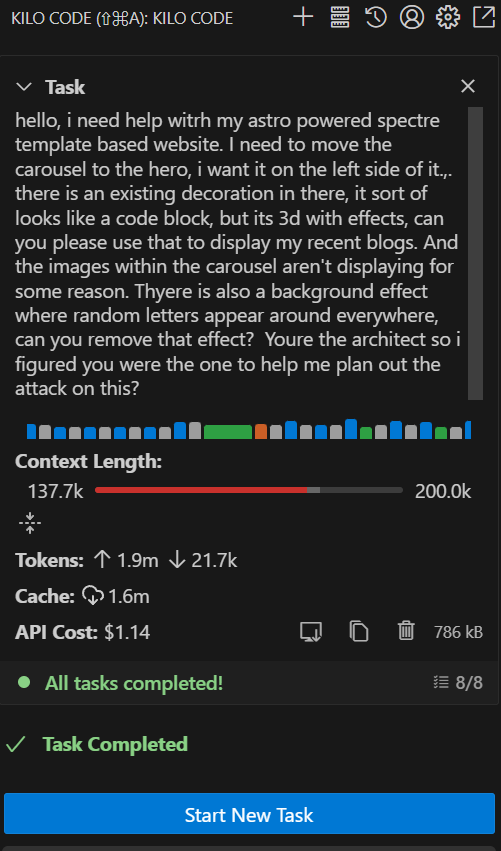 KILO CODE (⇧⌘A): KILO CODE
Task
hello, i need help witrh my astro powered spectre
template based website. I need to move the
carousel to the hero, i want it on the left side of it.,.
there is an existing decoration in there, it sort of
looks like a code block, but its 3d with effects, can
you please use that to display my recent blogs. And
the images within the carousel aren't displaying for
some reason. Thyere is also a background effect
where random letters appear around everywhere,
can you remove that effect?  Youre the architect so i
figured you were the one to help me plan out the
attack on this?
Context Length:
137.7k 200.0k
Tokens: ↑ 1.9m ↓ 21.7k
Cache: 1.6m
API Cost: $1.14 786 kB
All tasks completed! 8/8
Task Completed
Start New Task